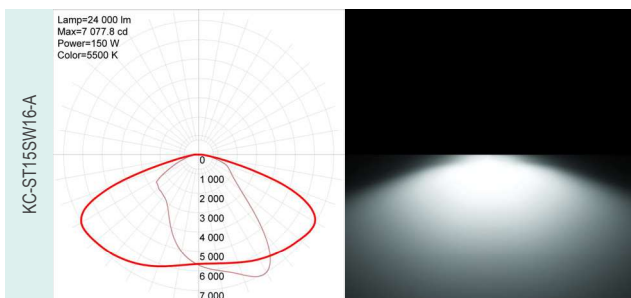 KC-ST15SW16-A
Lamp=24 000 lm
Max=7 077.8 cd
Power=150 W
Color=5500 K
0
1 000
2 000
3 000
4 000
5 000
6 000
7 000